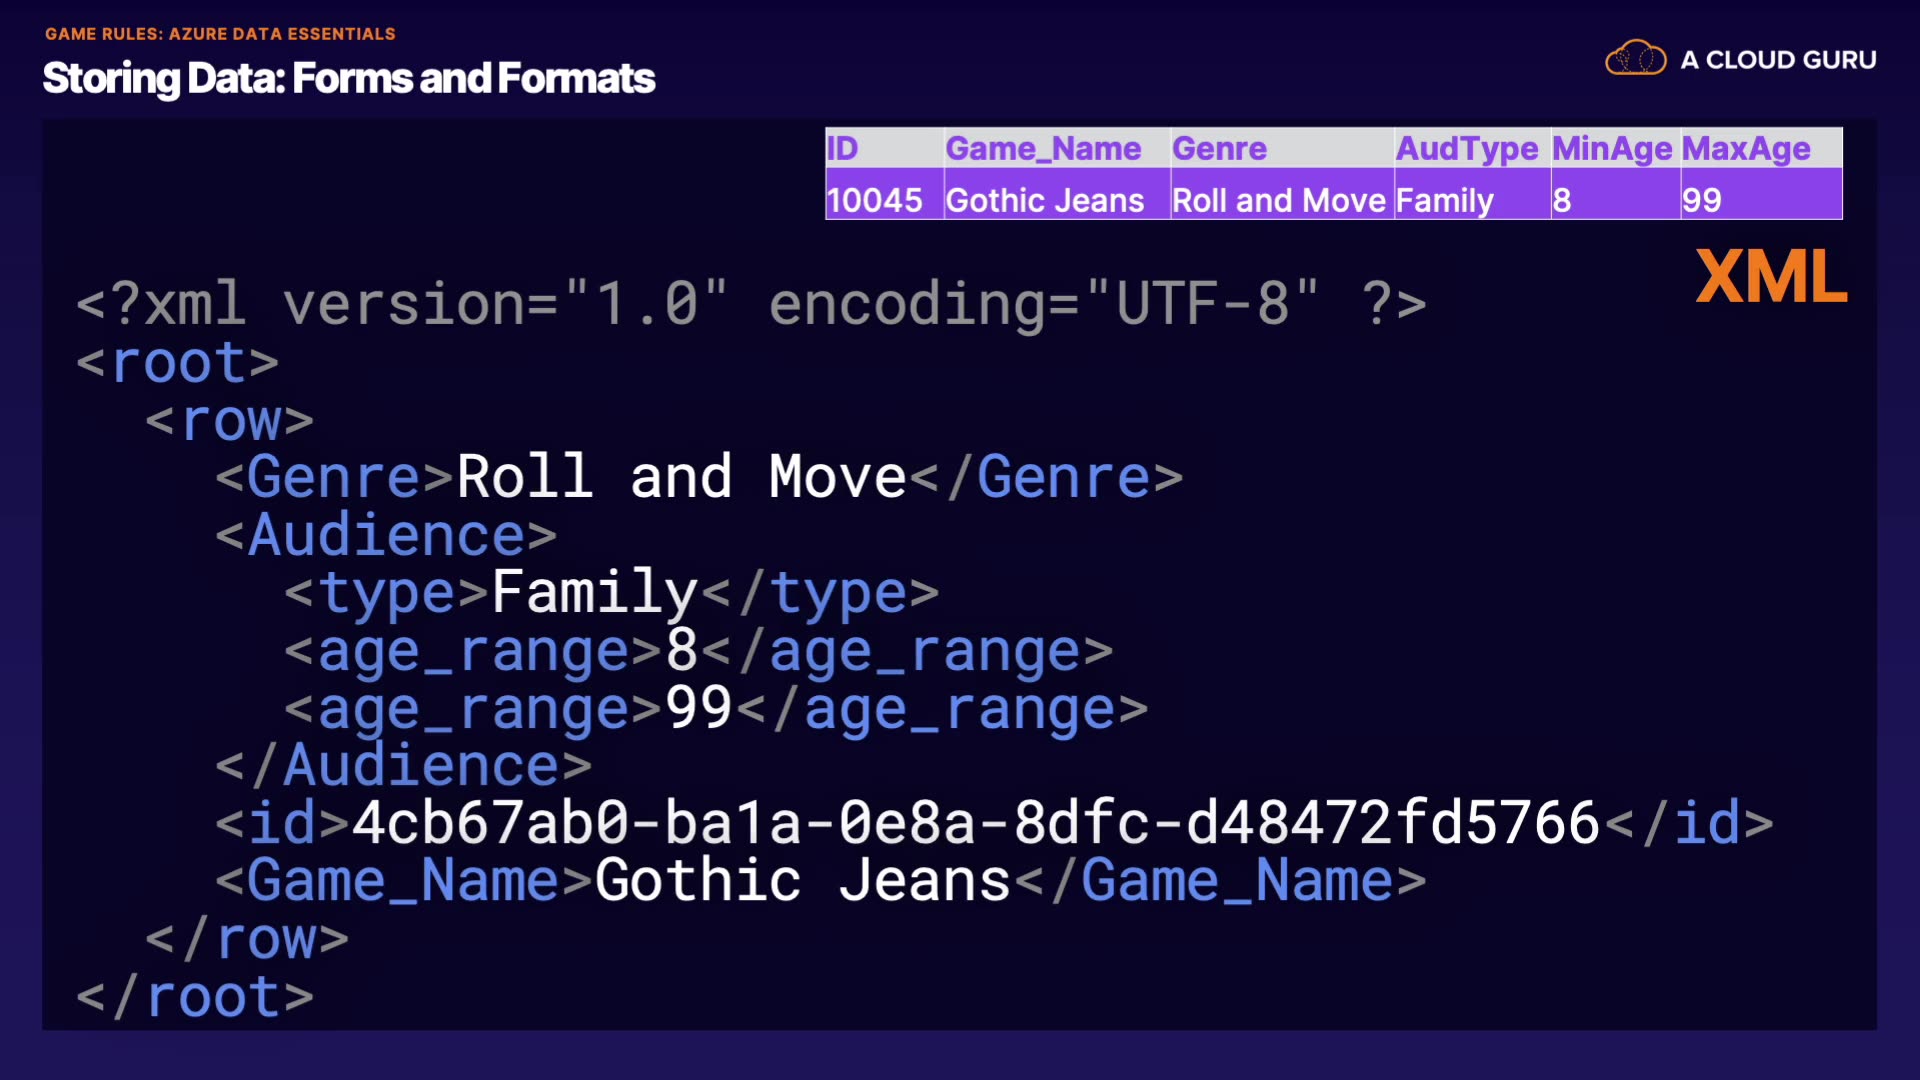 GAME RULES: AZURE DATA ESSENTIALS
Storing Data: Forms and Formats
A CLOUD GURU
ID Game_Name Genre AudType MinAge MaxAge
10045 Gothic Jeans Roll and Move Family 8 99
XML
<?xml version="1.0" encoding="UTF-8" ?>
<root>
<row>
<Genre>Roll and Move</Genre>
<Audience>
<type>Family</type>
<age_range>8</age_range>
<age_range>99</age_range>
</Audience>
<id>4cb67ab0-ba1a-0e8a-8dfc-d48472fd5766</id>
<Game_Name>Gothic Jeans</Game_Name>
</row>
</root>